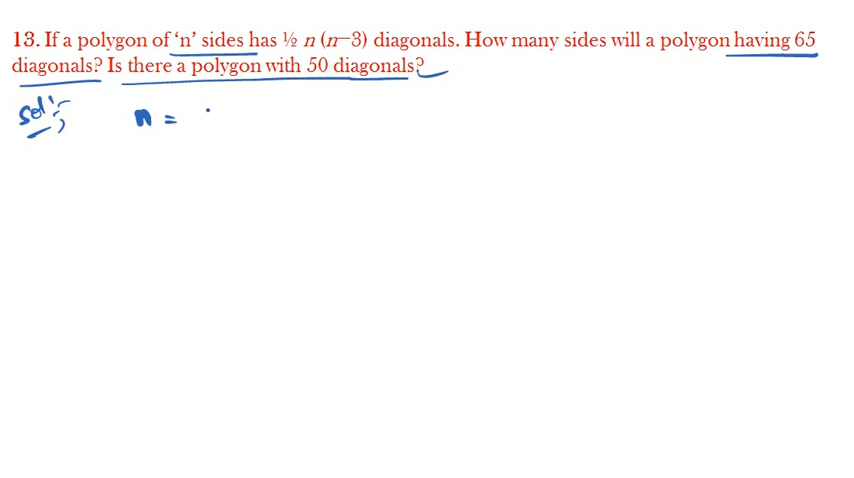 13. If a polygon of ‘n’ sides has ½ n (n−3) diagonals. How many sides will a polygon having 65
diagonals? Is there a polygon with 50 diagonals?
Sol:-
n =